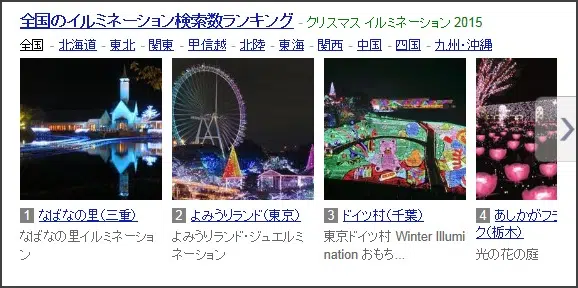 全国のイルミネーション検索数ランキング - クリスマス イルミネーション 2015
全国 - 北海道 - 東北 - 関東 - 甲信越 - 北陸 - 東海 - 関西 - 中国 - 四国 - 九州・沖縄
1 なばなの里(三重)
なばなの里イルミネーショ
ン
2 よみうりランド(東京)
よみうりランド・ジュエルミ
ネーション
3 ドイツ村(千葉)
東京ドイツ村 Winter Illumi
nation おもち...
4 あしかがフラ
ク(栃木)
光の花の庭